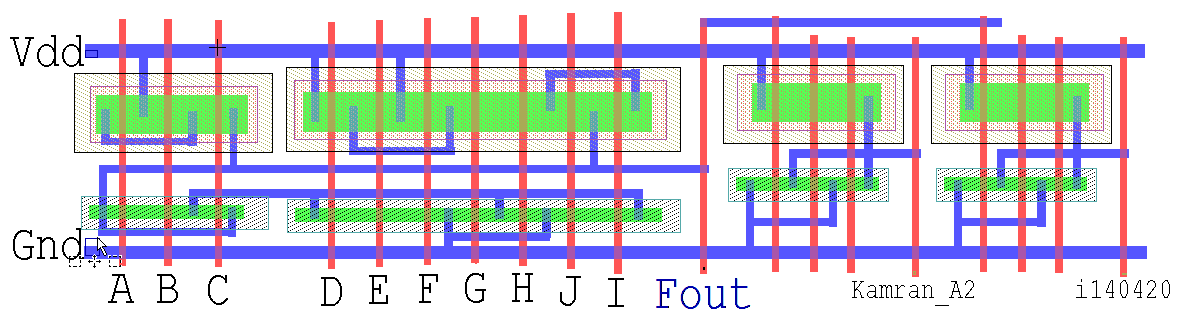 Vdd
Gnd
A B C D E F G H J I Fout Kamran_A2 i140420